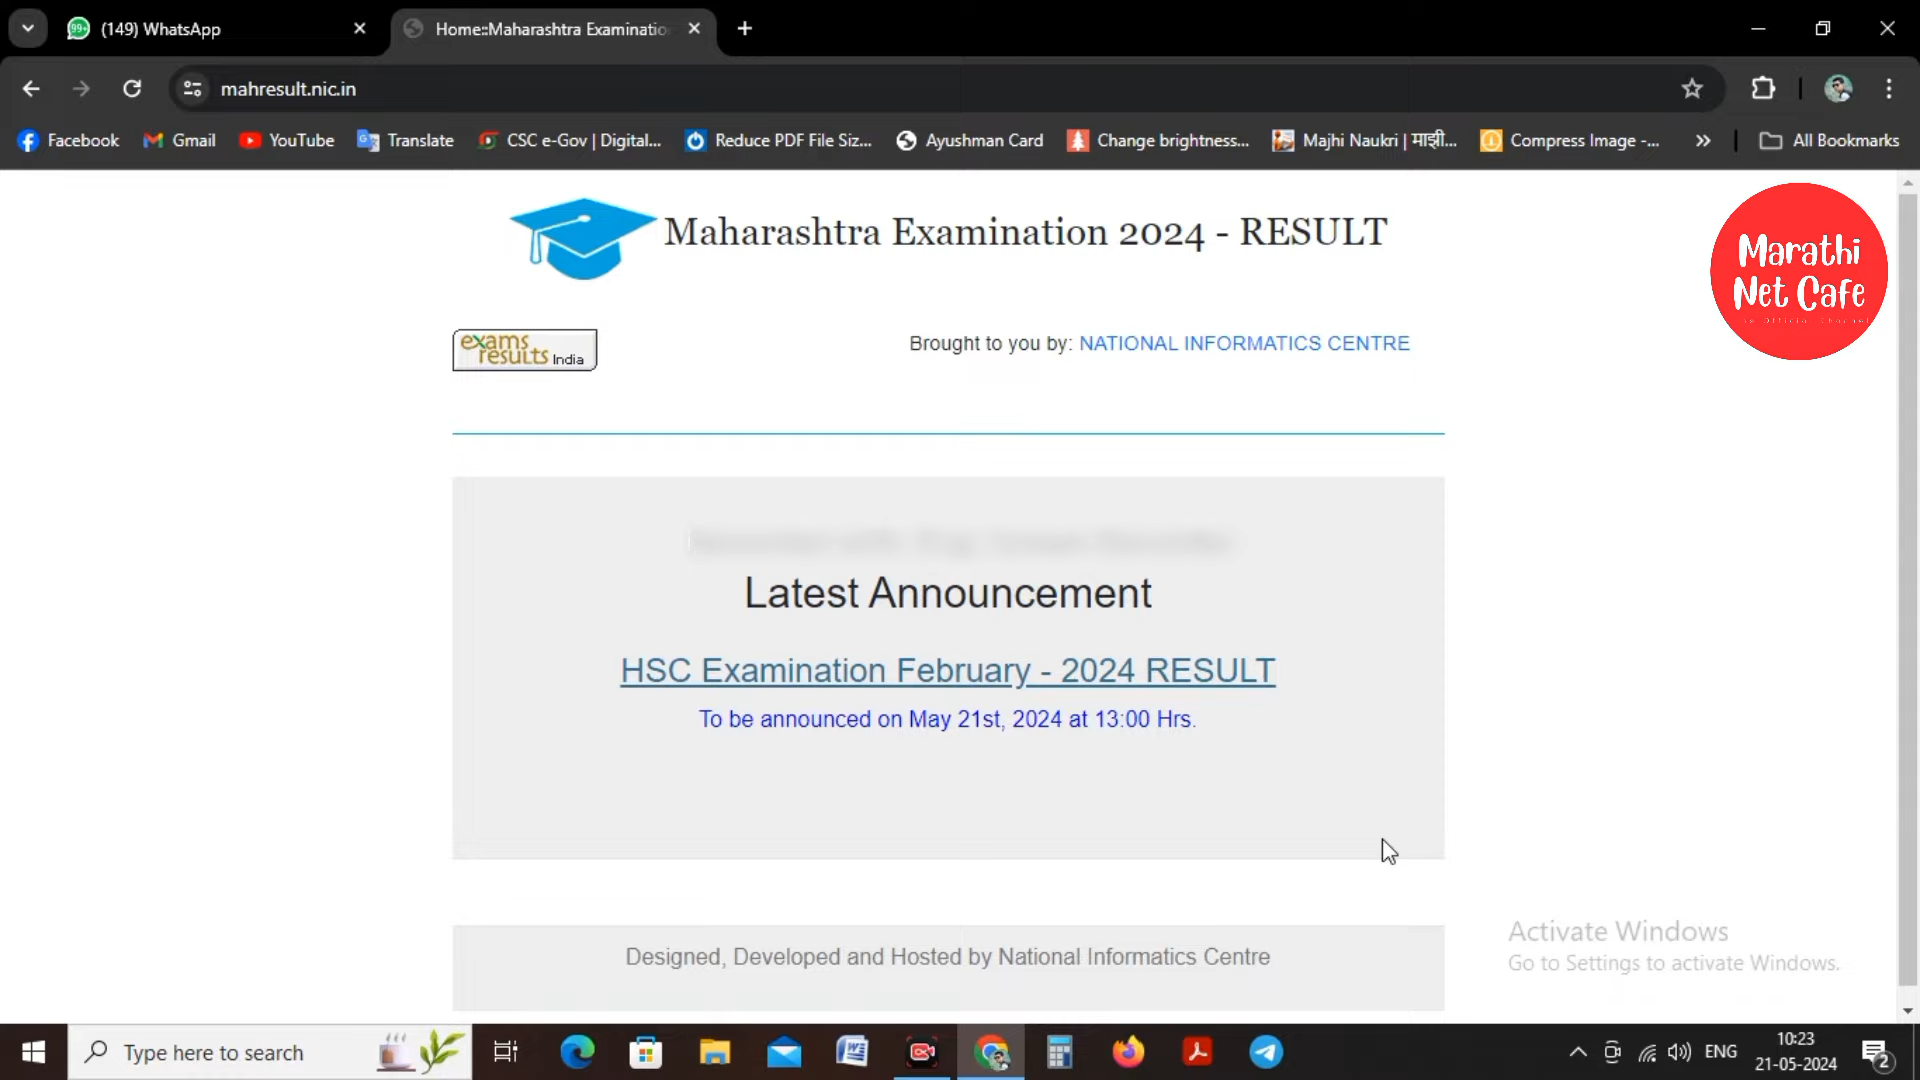 (149) WhatsApp
Home::Maharashtra Examinatio
mahresult.nic.in
Facebook
Gmail
YouTube
Translate
CSC e-Gov | Digital...
Reduce PDF File Siz...
Ayushman Card
Change brightness...
Majhi Naukri | माझी...
Compress Image -...
All Bookmarks
Maharashtra Examination 2024 - RESULT
Marathi
Net Cafe
exams
results India
Brought to you by: NATIONAL INFORMATICS CENTRE
Latest Announcement
HSC Examination February - 2024 RESULT
To be announced on May 21st, 2024 at 13:00 Hrs.
Designed, Developed and Hosted by National Informatics Centre
Activate Windows
Go to Settings to activate Windows.
Type here to search
ENG
10:23
21-05-2024
2